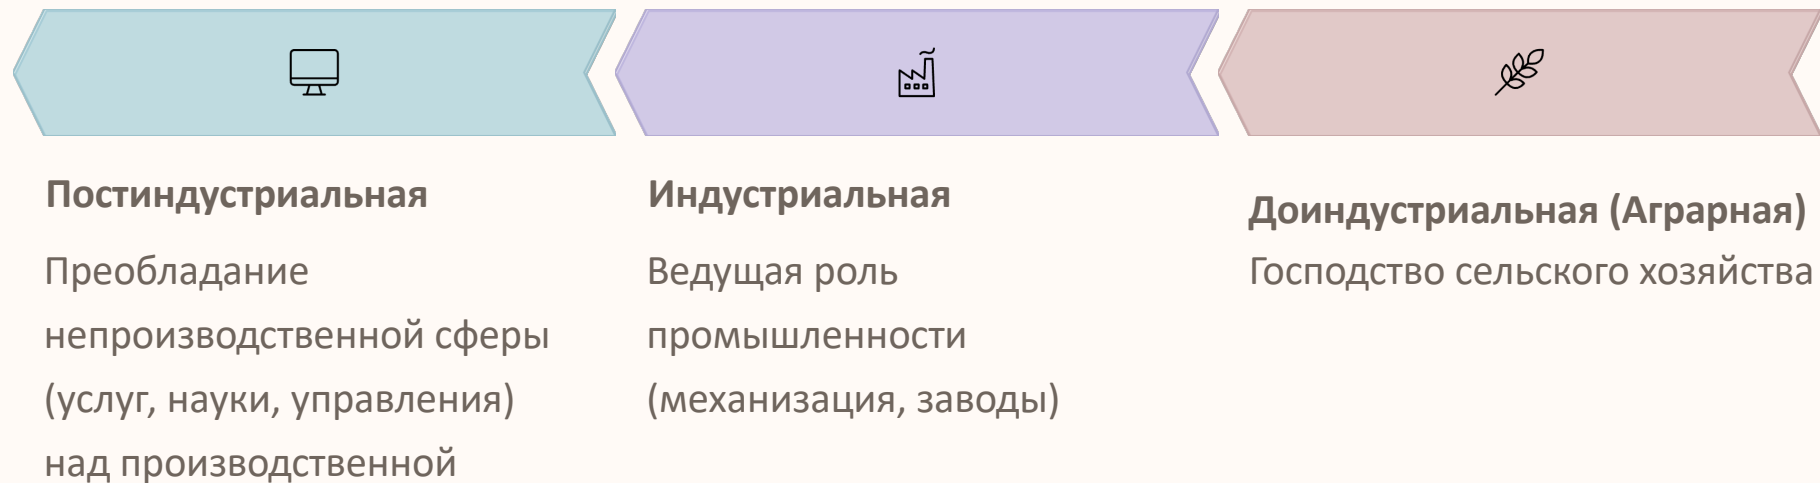 Постиндустриальная
Преобладание
непроизводственной сферы
(услуг, науки, управления)
над производственной
Индустриальная
Ведущая роль
промышленности
(механизация, заводы)
Доиндустриальная (Аграрная)
Господство сельского хозяйства